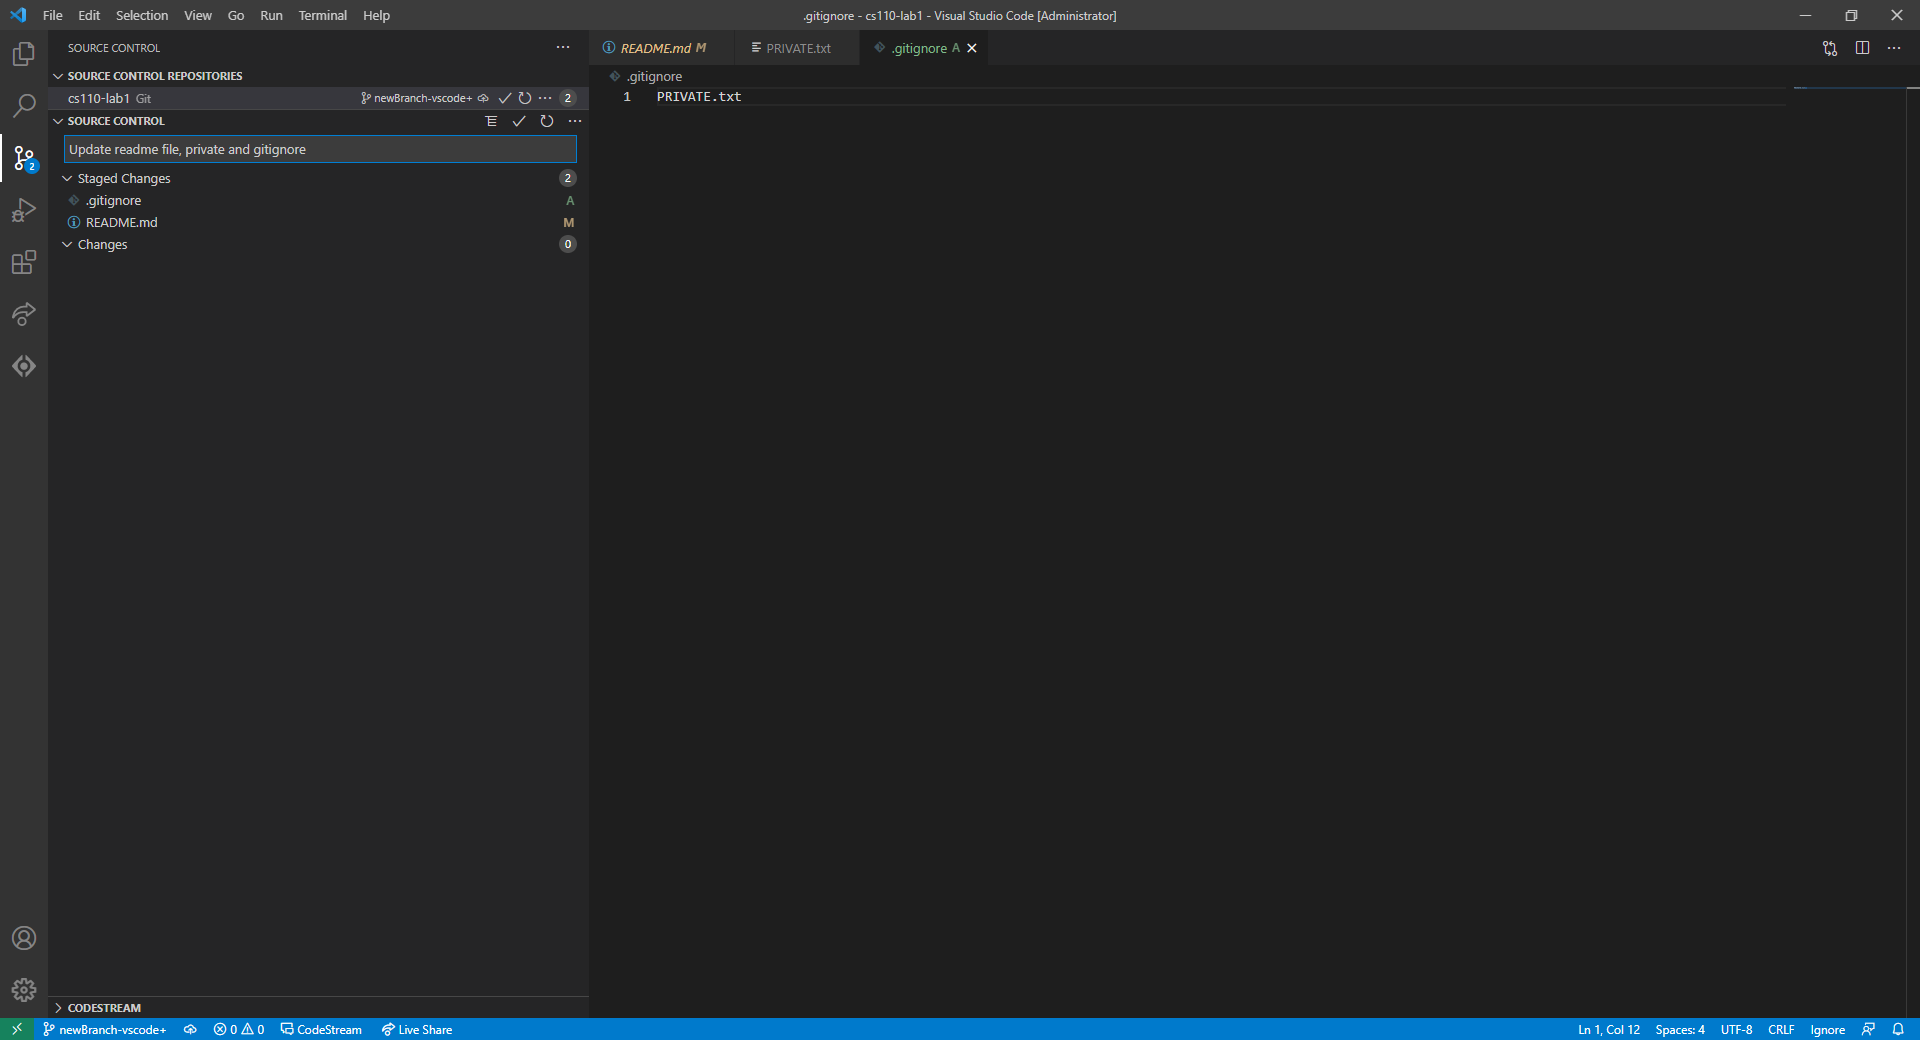 File Edit Selection View Go Run Terminal Help
.gitignore - cs110-lab1 - Visual Studio Code [Administrator]
SOURCE CONTROL
README.md M
PRIVATE.txt
.gitignore A
SOURCE CONTROL REPOSITORIES
.gitignore
cs110-lab1 Git newBranch-vscode+ 2
1 PRIVATE.txt
SOURCE CONTROL
Update readme file, private and gitignore
2
Staged Changes 2
.gitignore A
README.md M
Changes 0
CODESTREAM
newBranch-vscode+ 0 0 CodeStream Live Share
Ln 1, Col 12 Spaces: 4 UTF-8 CRLF Ignore